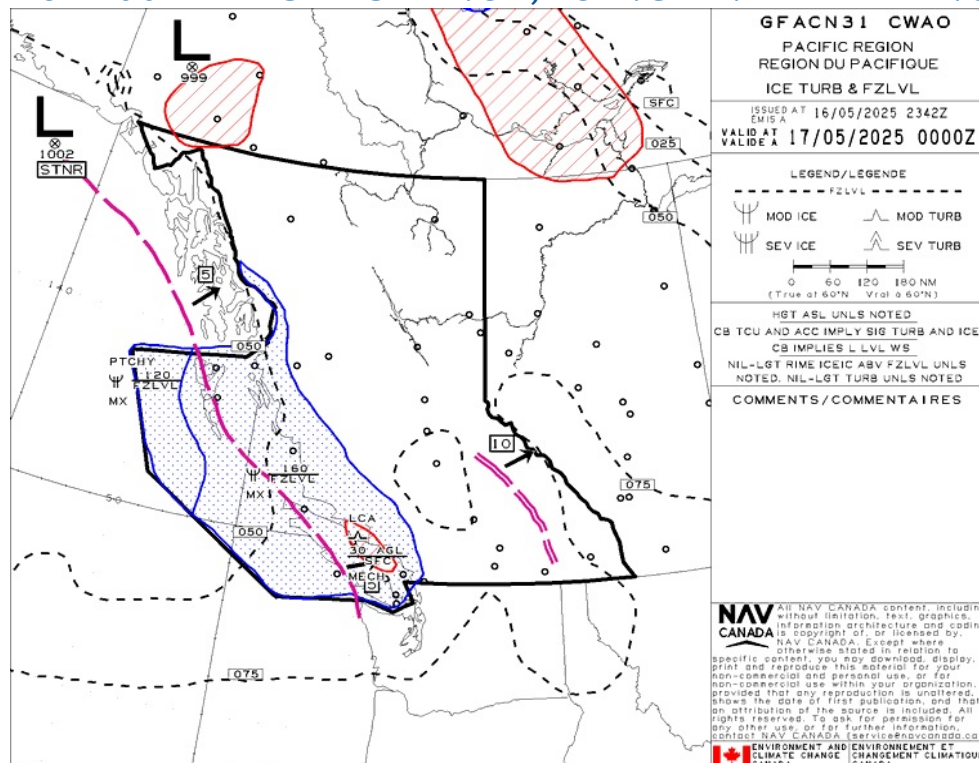 GFACN31 CWAO
PACIFIC REGION
REGION DU PACIFIQUE
ICE TURB & FZLVL
ISSUED AT
EMIS A
16/05/2025 2342Z
VALID AT
VALIDE A
17/05/2025 0000Z
LEGEND/LEGENDE
FZLVL
MOD ICE
MOD TURB
SEV ICE
SEV TURB
0 60 120 180 NM
(True at 60°N Vrai à 60°N)
HGT ASL UNLS NOTED
CB TCU AND ACC IMPLY SIG TURB AND ICE
CB IMPLIES L LVL WS
NIL-LGT RIME ICEIC ABV FZLVL UNLS
NOTED. NIL-LGT TURB UNLS NOTED
COMMENTS/COMMENTAIRES
L
999
L
1002
STNR
SFC
025
050
140
5
050
PTCHY
120
FZLVL
MX
10
075
160
FZLVL
MX
50
050
LCA
30 AGL
SFC
MECH
075
NAV
CANADA
All NAV CANADA content, including
without limitation, text, graphics,
information architecture and coding
is copyright of, or licensed by,
NAV CANADA. Except where
otherwise stated in relation to
specific content, you may download, display,
print and reproduce this material for your
non-commercial and personal use, or for
non-commercial use within your organization,
provided that any reproduction is unaltered,
shows the date of first publication, and that
an attribution of the source is included. All
rights reserved. To ask for permission for
any other use, or for further information,
contact NAV CANADA (service@navcanada.ca)
ENVIRONMENT AND
CLIMATE CHANGE
ENVIRONNEMENT ET
CHANGEMENT CLIMATIQUE